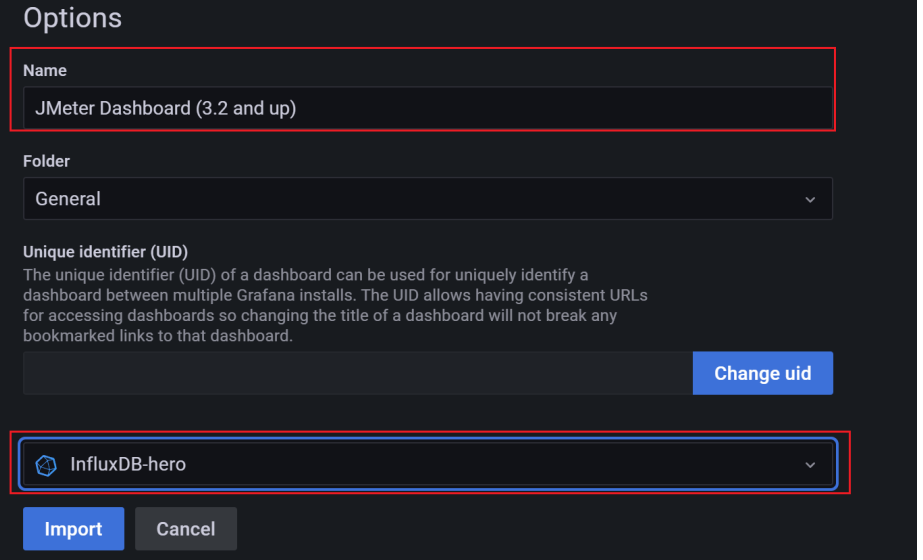 Options
Name
JMeter Dashboard (3.2 and up)
Folder
General
Unique identifier (UID)
The unique identifier (UID) of a dashboard can be used for uniquely identify a
dashboard between multiple Grafana installs. The UID allows having consistent URLs
for accessing dashboards so changing the title of a dashboard will not break any
bookmarked links to that dashboard.
Change uid
InfluxDB-hero
Import Cancel